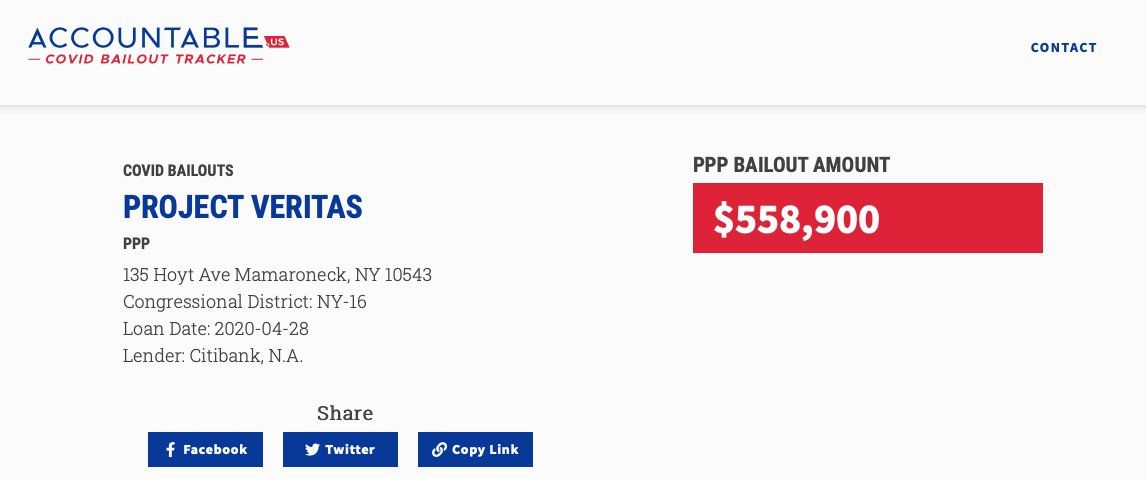 ACCOUNTABLE.US
— COVID BAILOUT TRACKER —
CONTACT
COVID BAILOUTS
PROJECT VERITAS
PPP
135 Hoyt Ave Mamaroneck, NY 10543
Congressional District: NY-16
Loan Date: 2020-04-28
Lender: Citibank, N.A.
PPP BAILOUT AMOUNT
$558,900
Share
Facebook
Twitter
Copy Link